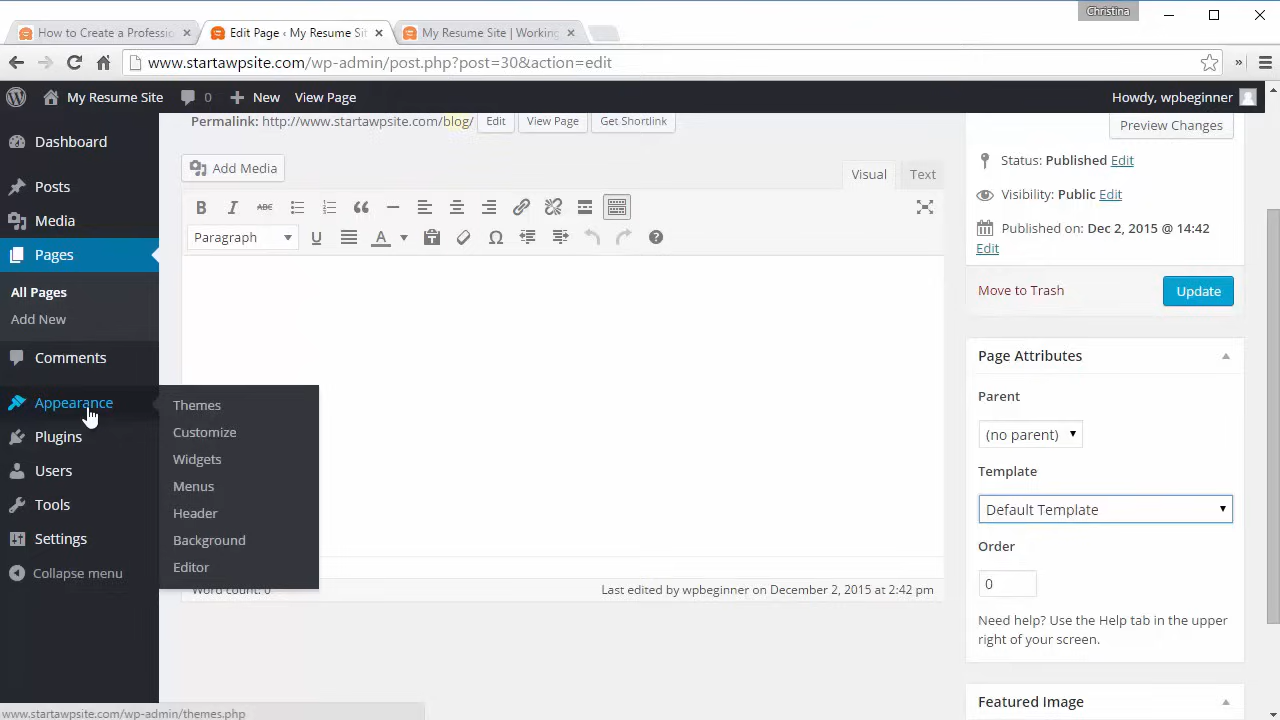 Christina
How to Create a Professio
Edit Page ‹ My Resume Sit
My Resume Site | Working
www.startawpsite.com/wp-admin/post.php?post=30&action=edit
»
My Resume Site
0
New
View Page
Howdy, wpbeginner
Dashboard
Posts
Media
Pages
All Pages
Add New
Comments
Appearance
Plugins
Users
Tools
Settings
Collapse menu
Themes
Customize
Widgets
Menus
Header
Background
Editor
Permalink: http://www.startawpsite.com/blog/ Edit View Page Get Shortlink
Add Media
Visual Text
B I ABC
Paragraph U A Ω
Word count: 0
Last edited by wpbeginner on December 2, 2015 at 2:42 pm
Preview Changes
Status: Published Edit
Visibility: Public Edit
Published on: Dec 2, 2015 @ 14:42
Edit
Move to Trash
Update
Page Attributes
Parent
(no parent)
Template
Default Template
Order
0
Need help? Use the Help tab in the upper
right of your screen.
Featured Image
www.startawpsite.com/wp-admin/themes.php